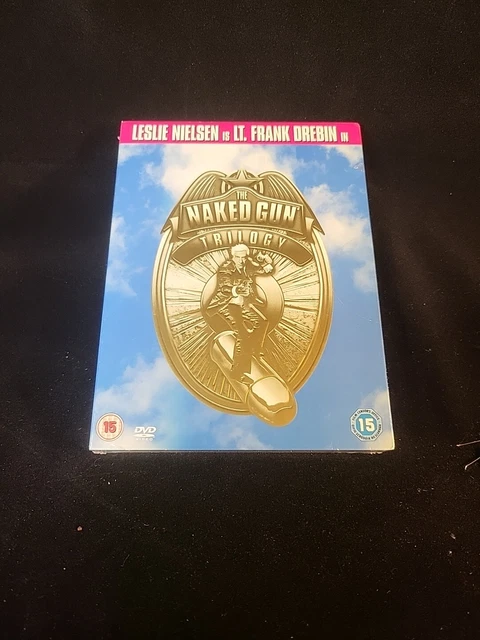 LESLIE NIELSEN IS LT. FRANK DREBIN IN
THE
NAKED GUN
TRILOGY
15
DVD
15